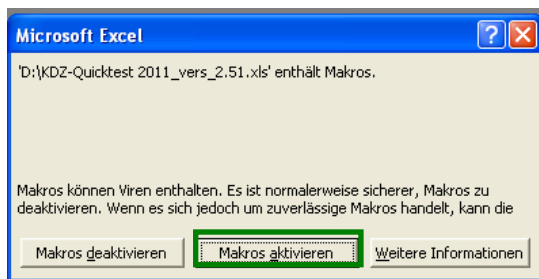 Microsoft Excel
'D:\KDZ-Quicktest 2011_vers_2.51.xls' enthält Makros.
Makros können Viren enthalten. Es ist normalerweise sicherer, Makros zu
deaktivieren. Wenn es sich jedoch um zuverlässige Makros handelt, kann die
Makros deaktivieren Makros aktivieren Weitere Informationen